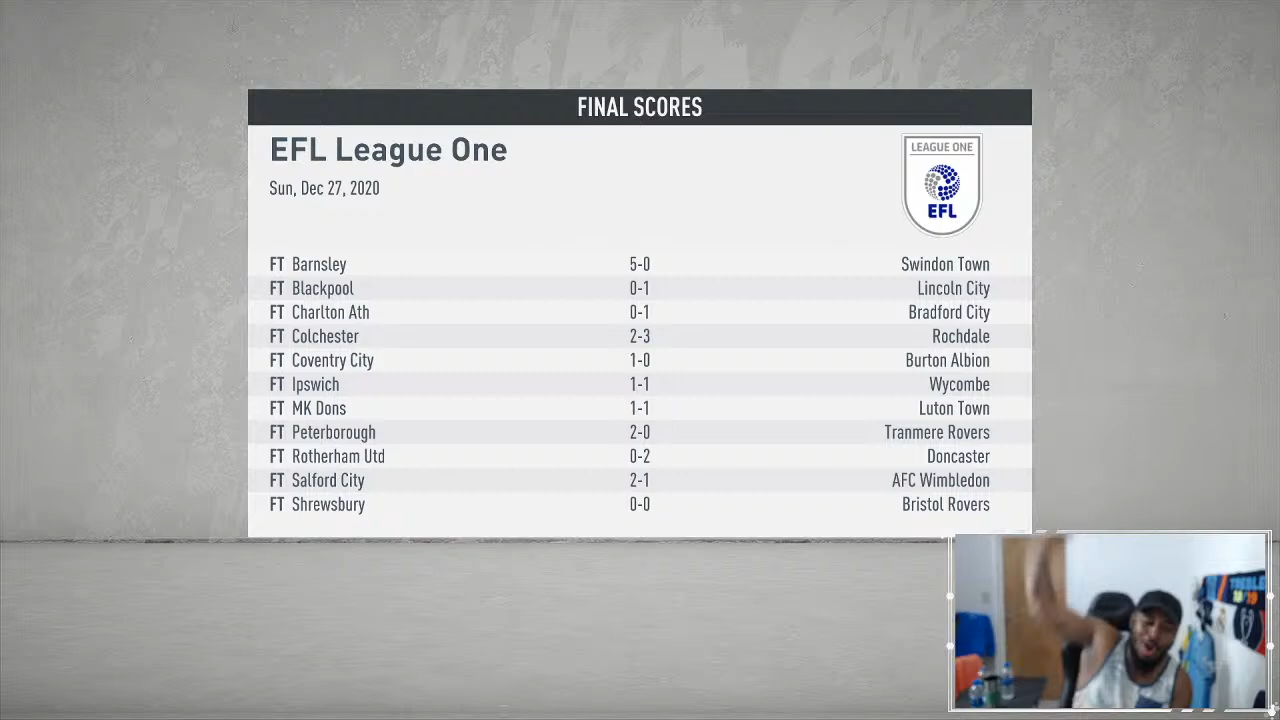 FINAL SCORES
EFL League One
Sun, Dec 27, 2020
LEAGUE ONE
EFL
FT Barnsley 5-0 Swindon Town
FT Blackpool 0-1 Lincoln City
FT Charlton Ath 0-1 Bradford City
FT Colchester 2-3 Rochdale
FT Coventry City 1-0 Burton Albion
FT Ipswich 1-1 Wycombe
FT MK Dons 1-1 Luton Town
FT Peterborough 2-0 Tranmere Rovers
FT Rotherham Utd 0-2 Doncaster
FT Salford City 2-1 AFC Wimbledon
FT Shrewsbury 0-0 Bristol Rovers